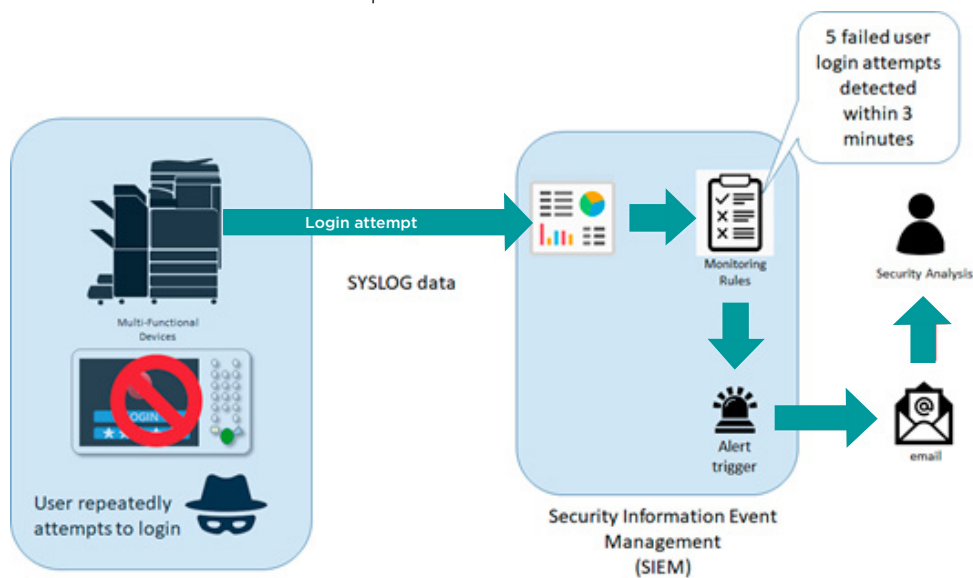 5 failed user
login attempts
detected
within 3
minutes
Login attempt
SYSLOG data
Multi-Functional
Devices
LOGIN
User repeatedly
attempts to login
Monitoring
Rules
Alert
trigger
Security Information Event
Management
(SIEM)
@
email
Security Analysis